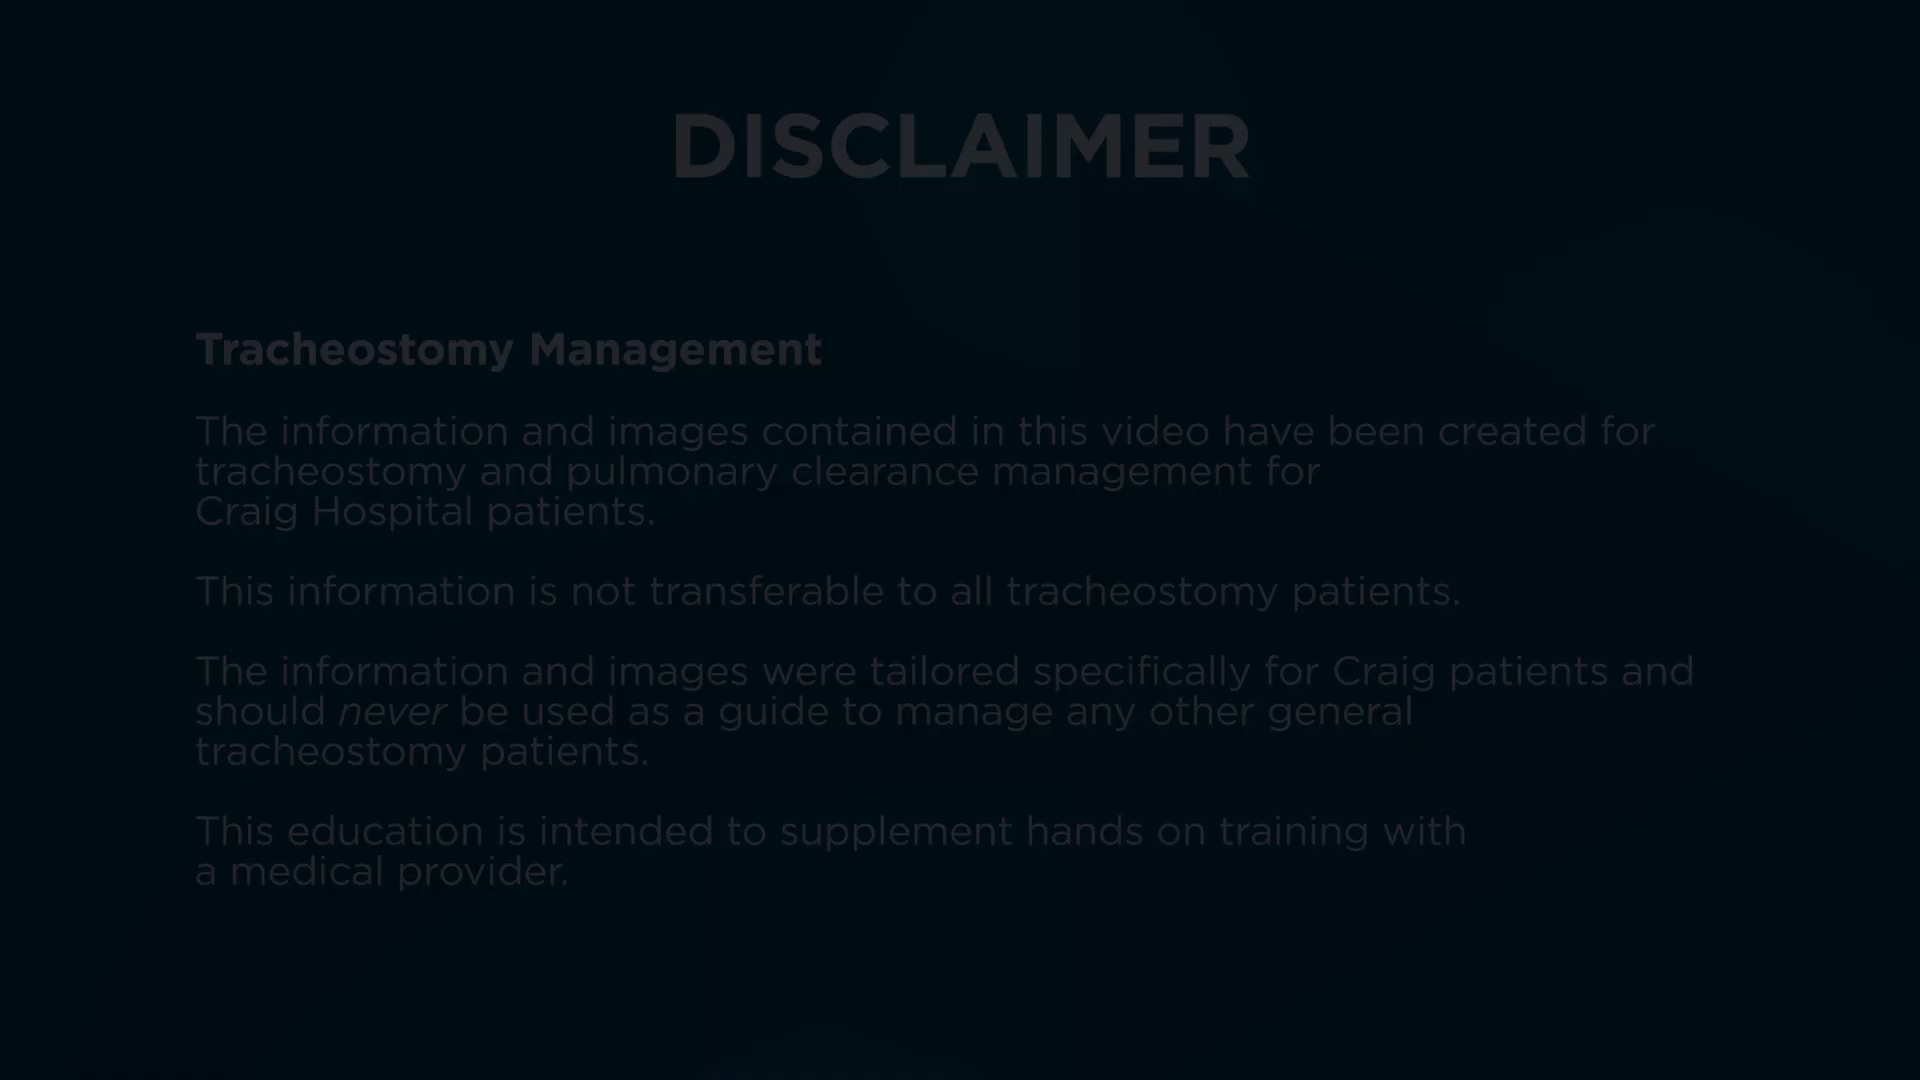 DISCLAIMER
Tracheostomy Management
The information and images contained in this video have been created for
tracheostomy and pulmonary clearance management for
Craig Hospital patients.
This information is not transferable to all tracheostomy patients.
The information and images were tailored specifically for Craig patients and
should never be used as a guide to manage any other general
tracheostomy patients.
This education is intended to supplement hands on training with
a medical provider.